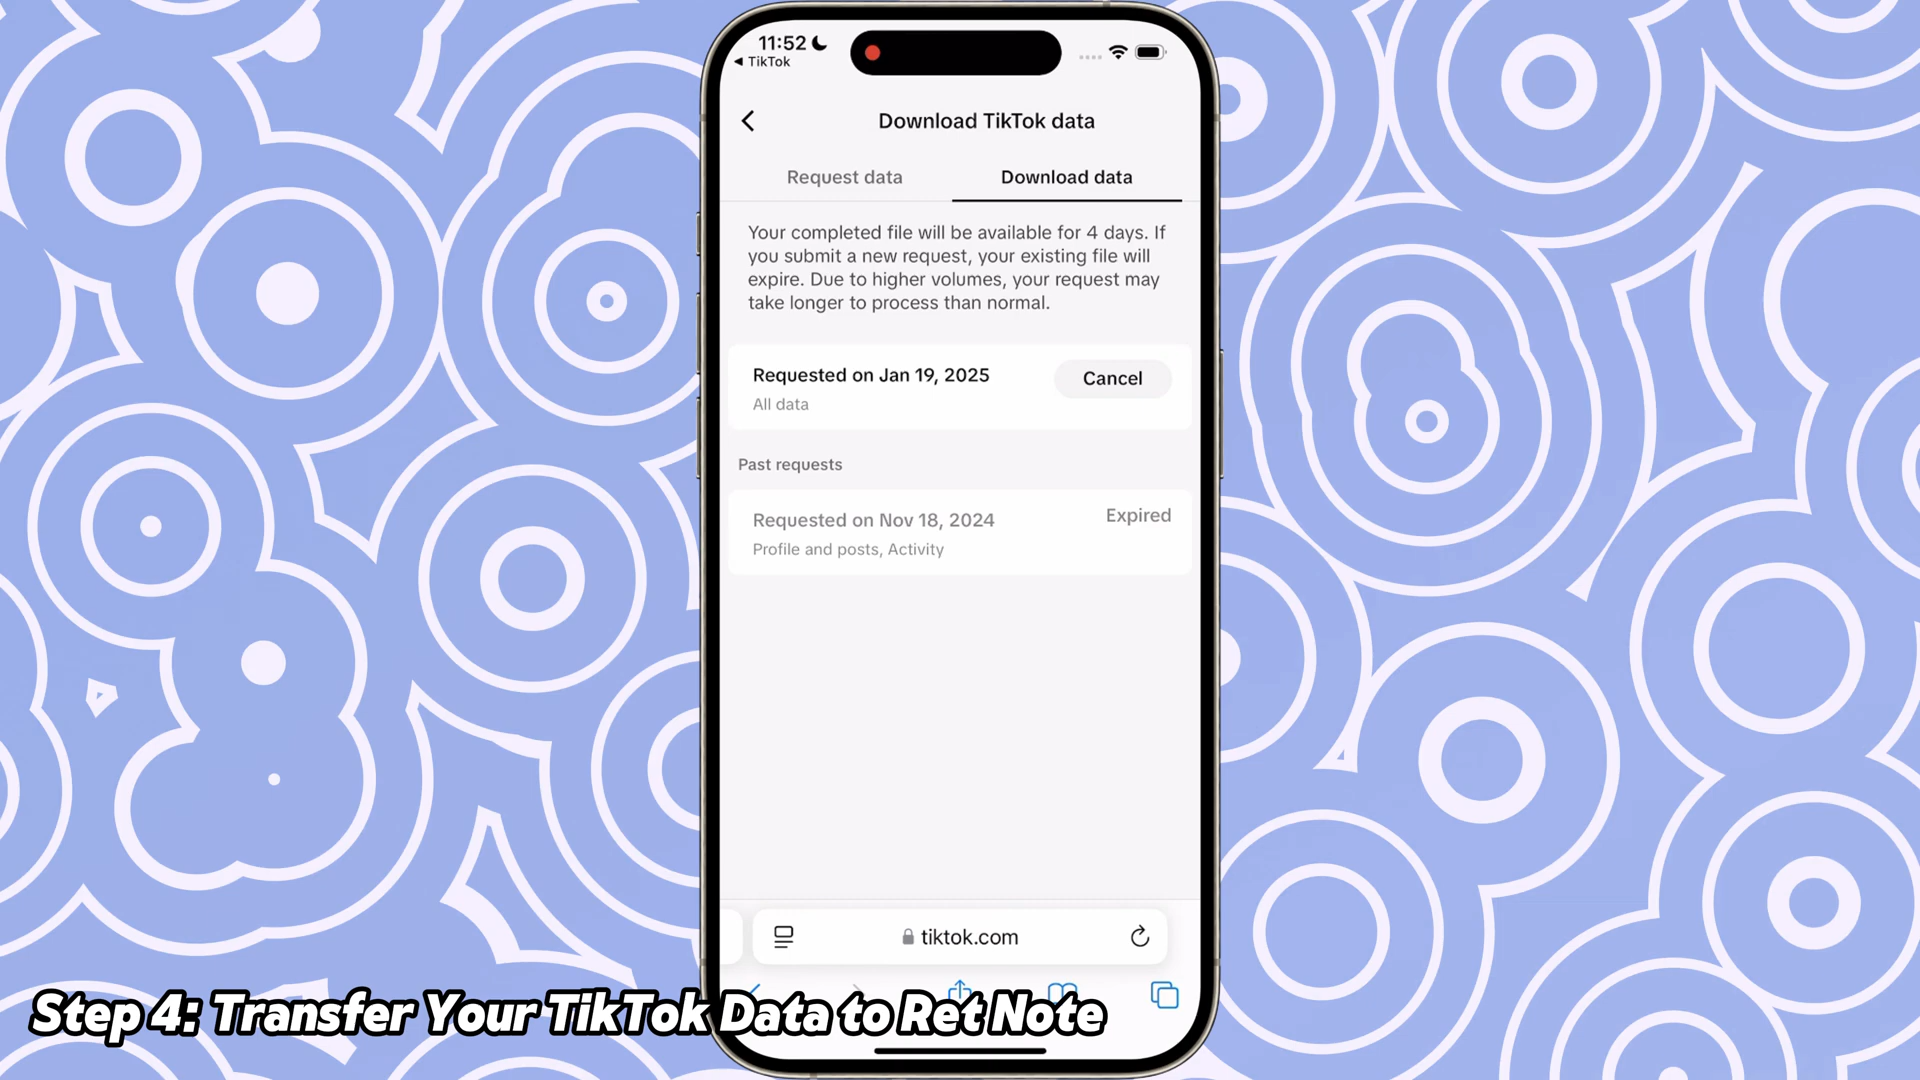 11:52
◀ TikTok
Download TikTok data
Request data
Download data
Your completed file will be available for 4 days. If
you submit a new request, your existing file will
expire. Due to higher volumes, your request may
take longer to process than normal.
Requested on Jan 19, 2025
Cancel
All data
Past requests
Requested on Nov 18, 2024
Expired
Profile and posts, Activity
tiktok.com
Step 4: Transfer Your TikTok Data to Ret Note